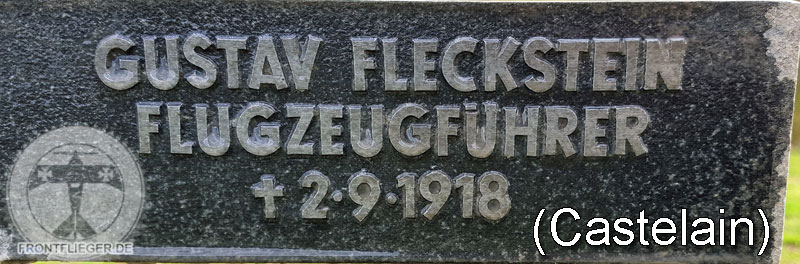 GUSTAV FLECKSTEIN
FLUGZEUGFÜHRER
✝ 2·9·1918
(Castelain)
FRONTFLIEGER.DE